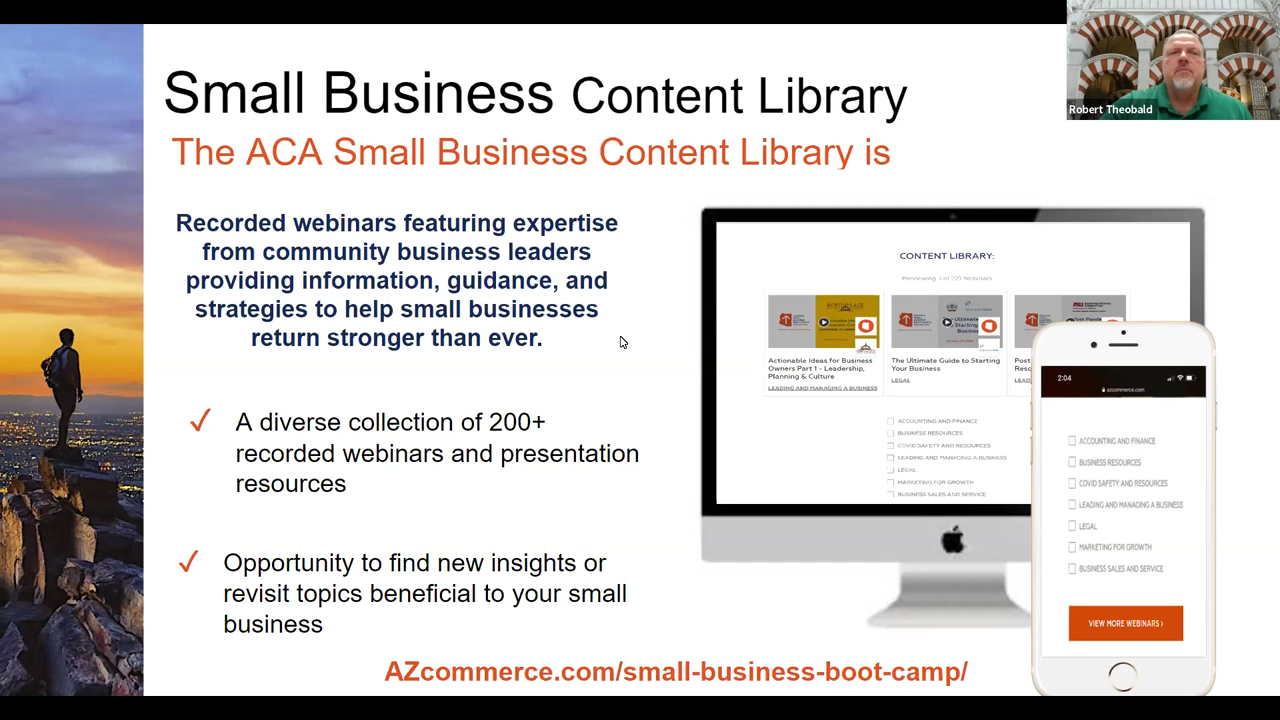 Small Business Content Library
The ACA Small Business Content Library is
Robert Theobald
Recorded webinars featuring expertise
from community business leaders
providing information, guidance, and
strategies to help small businesses
return stronger than ever.
✓ A diverse collection of 200+
recorded webinars and presentation
resources
✓ Opportunity to find new insights or
revisit topics beneficial to your small
business
AZcommerce.com/small-business-boot-camp/
CONTENT LIBRARY:
Actionable Ideas for Business
Owners Part 1 - Leadership,
Planning & Culture
LEADING AND MANAGING A BUSINESS
The Ultimate Guide to Starting
Your Business
LEGAL
ACCOUNTING AND FINANCE
BUSINESS RESOURCES
COVID SAFETY AND RESOURCES
LEADING AND MANAGING A BUSINESS
LEGAL
MARKETING FOR GROWTH
BUSINESS SALES AND SERVICE
2:04
azcommerce.com
ACCOUNTING AND FINANCE
BUSINESS RESOURCES
COVID SAFETY AND RESOURCES
LEADING AND MANAGING A BUSINESS
LEGAL
MARKETING FOR GROWTH
BUSINESS SALES AND SERVICE
VIEW MORE WEBINARS ›